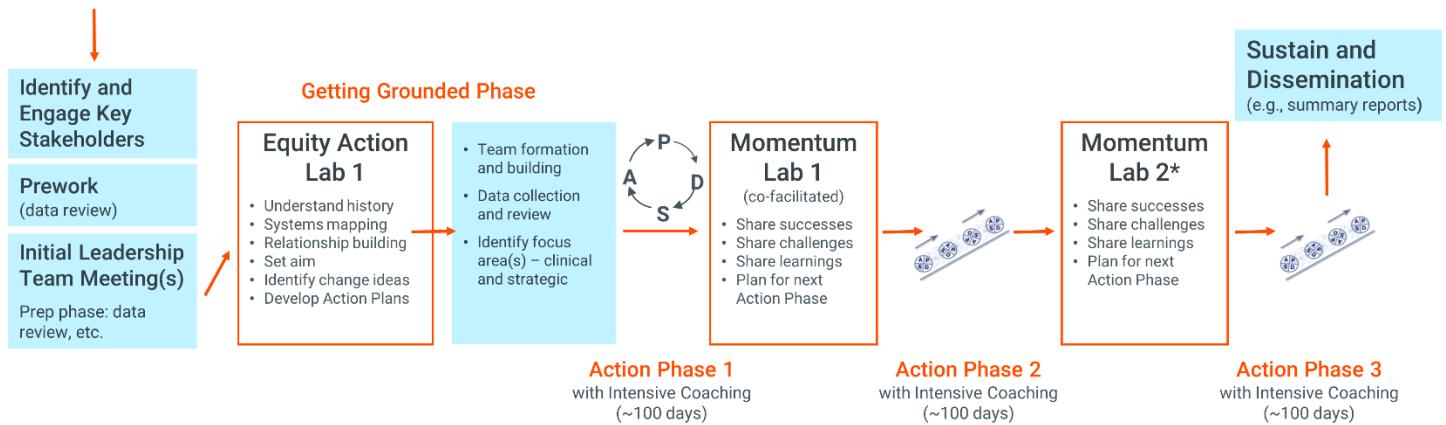 Identify and
Engage Key
Stakeholders
Prework
(data review)
Initial Leadership
Team Meeting(s)
Prep phase: data
review, etc.
Getting Grounded Phase
Equity Action
Lab 1
• Understand history
• Systems mapping
• Relationship building
• Set aim
• Identify change ideas
• Develop Action Plans
• Team formation
and building
• Data collection
and review
• Identify focus
area(s) – clinical
and strategic
P
D
S
A
Action Phase 1
with Intensive Coaching
(~100 days)
Momentum
Lab 1
(co-facilitated)
• Share successes
• Share challenges
• Share learnings
• Plan for next
Action Phase
Action Phase 2
with Intensive Coaching
(~100 days)
Momentum
Lab 2*
• Share successes
• Share challenges
• Share learnings
• Plan for next
Action Phase
Action Phase 3
with Intensive Coaching
(~100 days)
Sustain and
Dissemination
(e.g., summary reports)